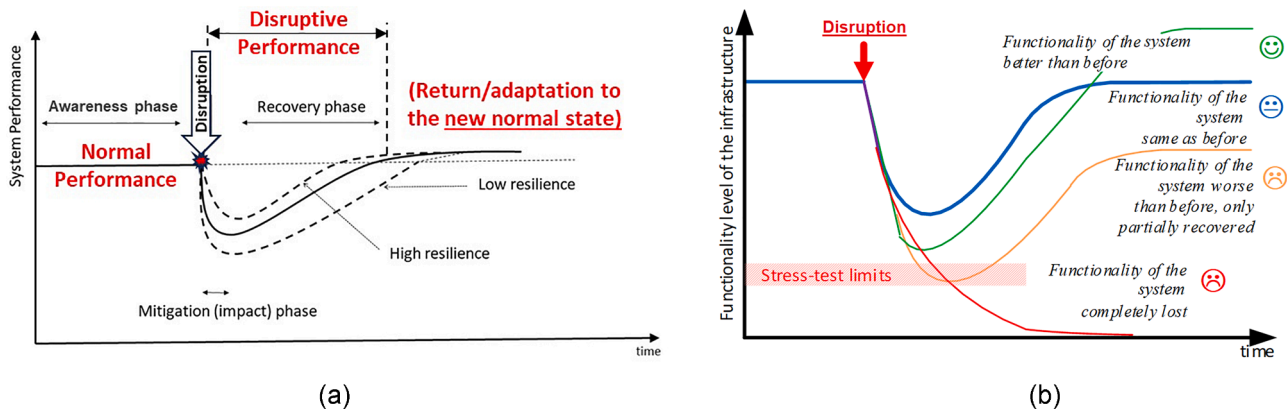 Disruptive
Performance
Awareness phase
Disruption
Recovery phase
(Return/adaptation to
the new normal state)
System Performance
Normal
Performance
Low resilience
High resilience
Mitigation (impact) phase
time
(a)
Disruption
Functionality of the system
better than before
Functionality of the
system
same as before
Functionality of the
system worse
than before, only
partially recovered
Functionality level of the infrastructure
Stress-test limits
Functionality of the
system
completely lost
time
(b)